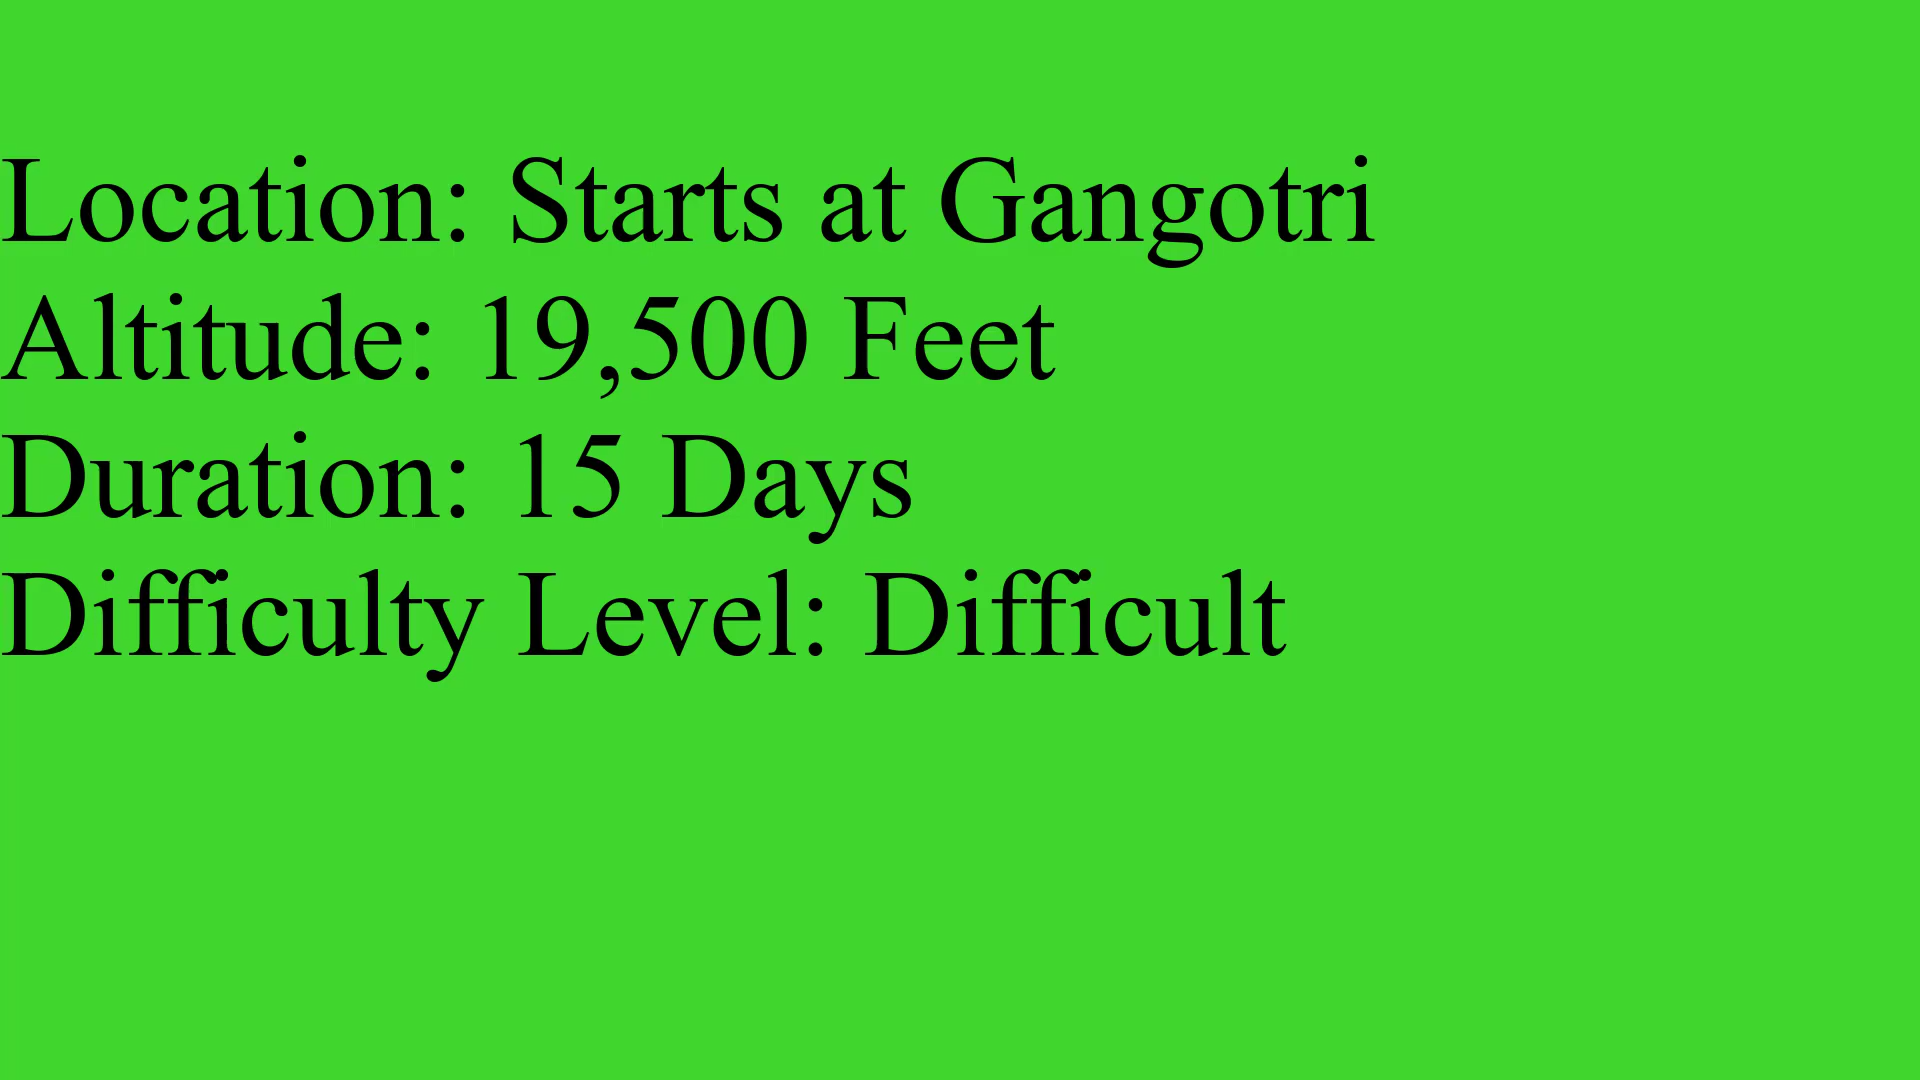 Location: Starts at Gangotri
Altitude: 19,500 Feet
Duration: 15 Days
Difficulty Level: Difficult